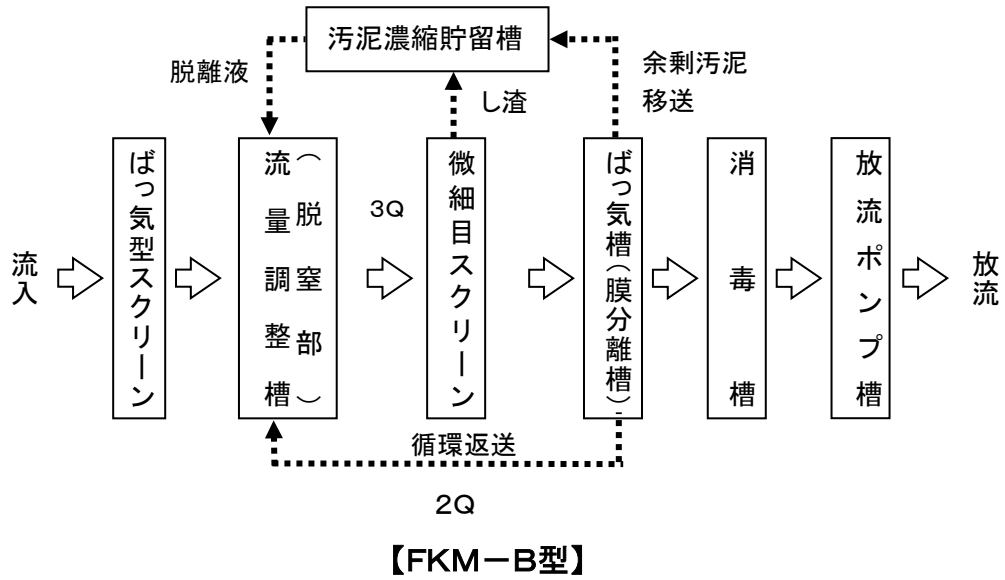 汚泥濃縮貯留槽
脱離液
し渣
余剰汚泥
移送
流入
ばっ気型スクリーン
流量調整槽
（脱窒部）
3Q
微細目スクリーン
ばっ気槽（膜分離槽）
消毒槽
放流ポンプ槽
放流
循環返送
2Q
【FKM－B型】